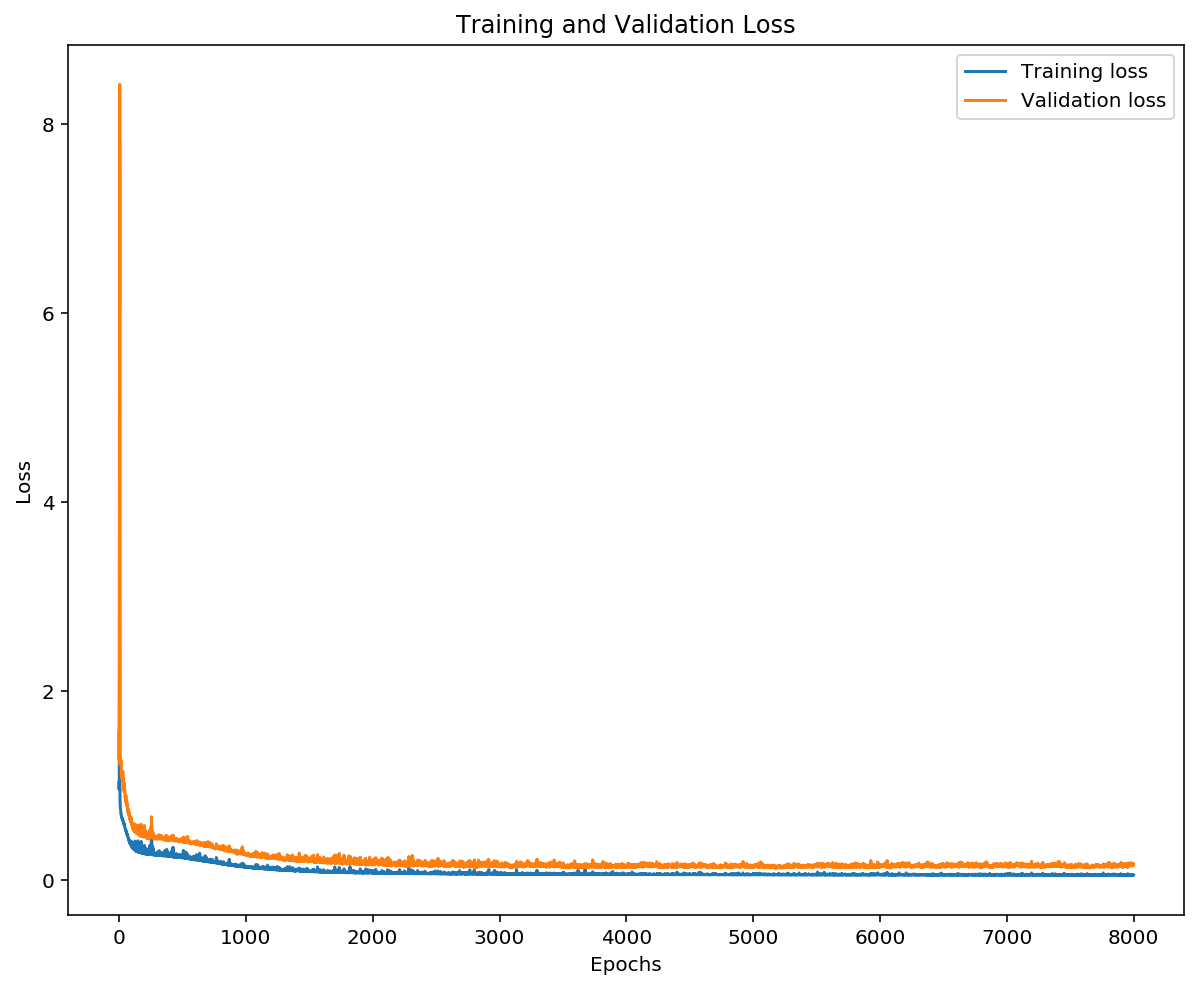 Training and Validation Loss
Training loss
Validation loss
8
6
4
2
0
Loss
0 1000 2000 3000 4000 5000 6000 7000 8000
Epochs